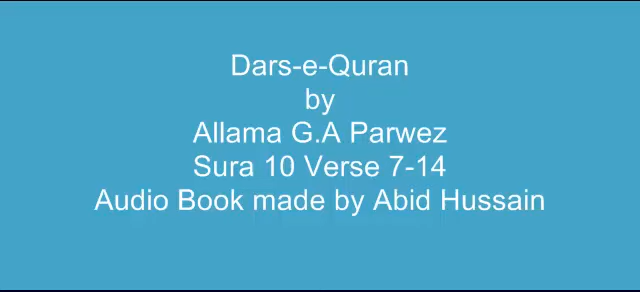 Dars-e-Quran
by
Allama G.A Parwez
Sura 10 Verse 7-14
Audio Book made by Abid Hussain